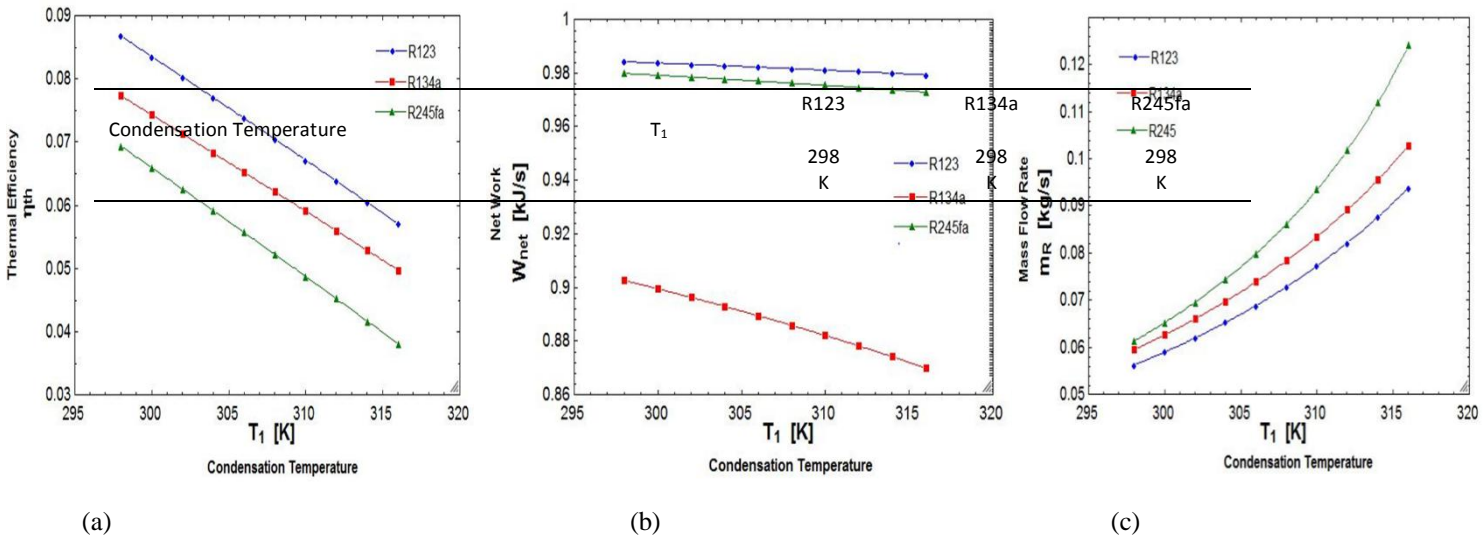 0.09
0.08
0.07
0.06
0.05
0.04
0.03
295
300
305
310
315
320
Thermal Efficiency
ηth
R123
R134a
R245fa
T1 [K]
Condensation Temperature
1
0.98
0.96
0.94
0.92
0.9
0.88
0.86
295
300
305
310
315
320
Net Work
Wnet [kJ/s]
R123
R134a
R245fa
T1 [K]
Condensation Temperature
0.12
0.11
0.1
0.09
0.08
0.07
0.06
0.05
295
300
305
310
315
320
Mass Flow Rate
mR [kg/s]
R123
R134a
R245
T1 [K]
Condensation Temperature
R123 R134a R245fa
Condensation Temperature T1
298 298 298
K K K
(a) (b) (c)